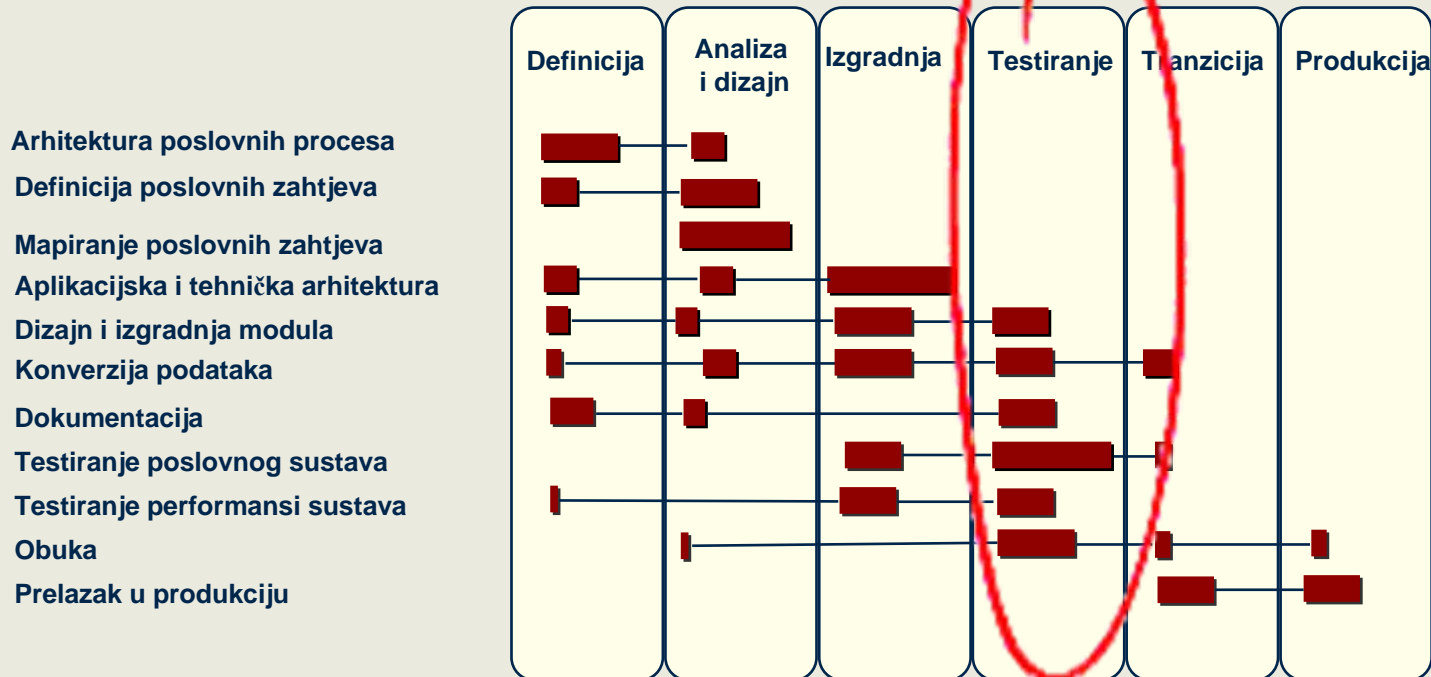 Definicija
Analiza
i dizajn
Izgradnja
Testiranje
Tranzicija
Produkcija
Arhitektura poslovnih procesa
Definicija poslovnih zahtjeva
Mapiranje poslovnih zahtjeva
Aplikacijska i tehnička arhitektura
Dizajn i izgradnja modula
Konverzija podataka
Dokumentacija
Testiranje poslovnog sustava
Testiranje performansi sustava
Obuka
Prelazak u produkciju